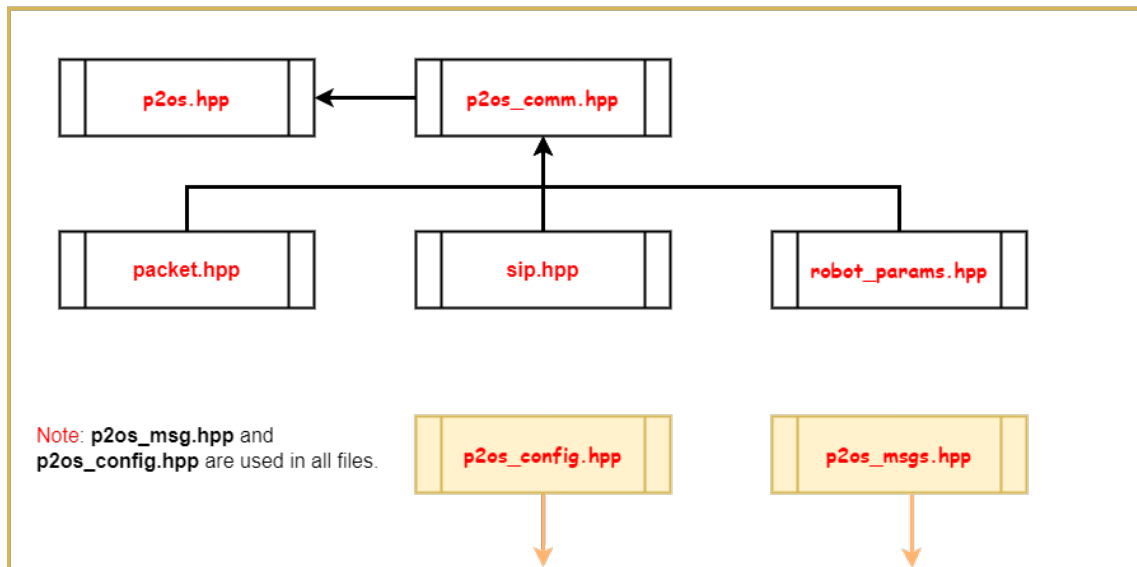 p2os.hpp
p2os_comm.hpp
packet.hpp
sip.hpp
robot_params.hpp
Note: p2os_msg.hpp and
p2os_config.hpp are used in all files.
p2os_config.hpp
p2os_msgs.hpp